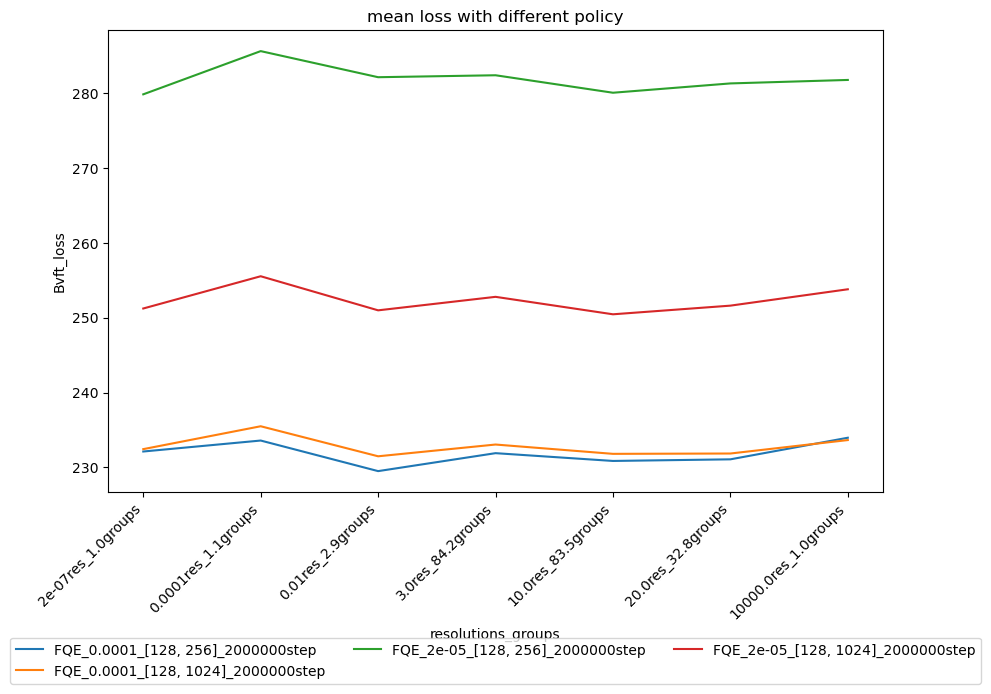 mean loss with different policy
Bvft_loss
280
270
260
250
240
230
2e-07res_1.0groups
0.0001res_1.1groups
0.01res_2.9groups
3.0res_84.2groups
10.0res_83.5groups
20.0res_32.8groups
10000.0res_1.0groups
resolutions_groups
FQE_0.0001_[128, 256]_2000000step
FQE_0.0001_[128, 1024]_2000000step
FQE_2e-05_[128, 256]_2000000step
FQE_2e-05_[128, 1024]_2000000step